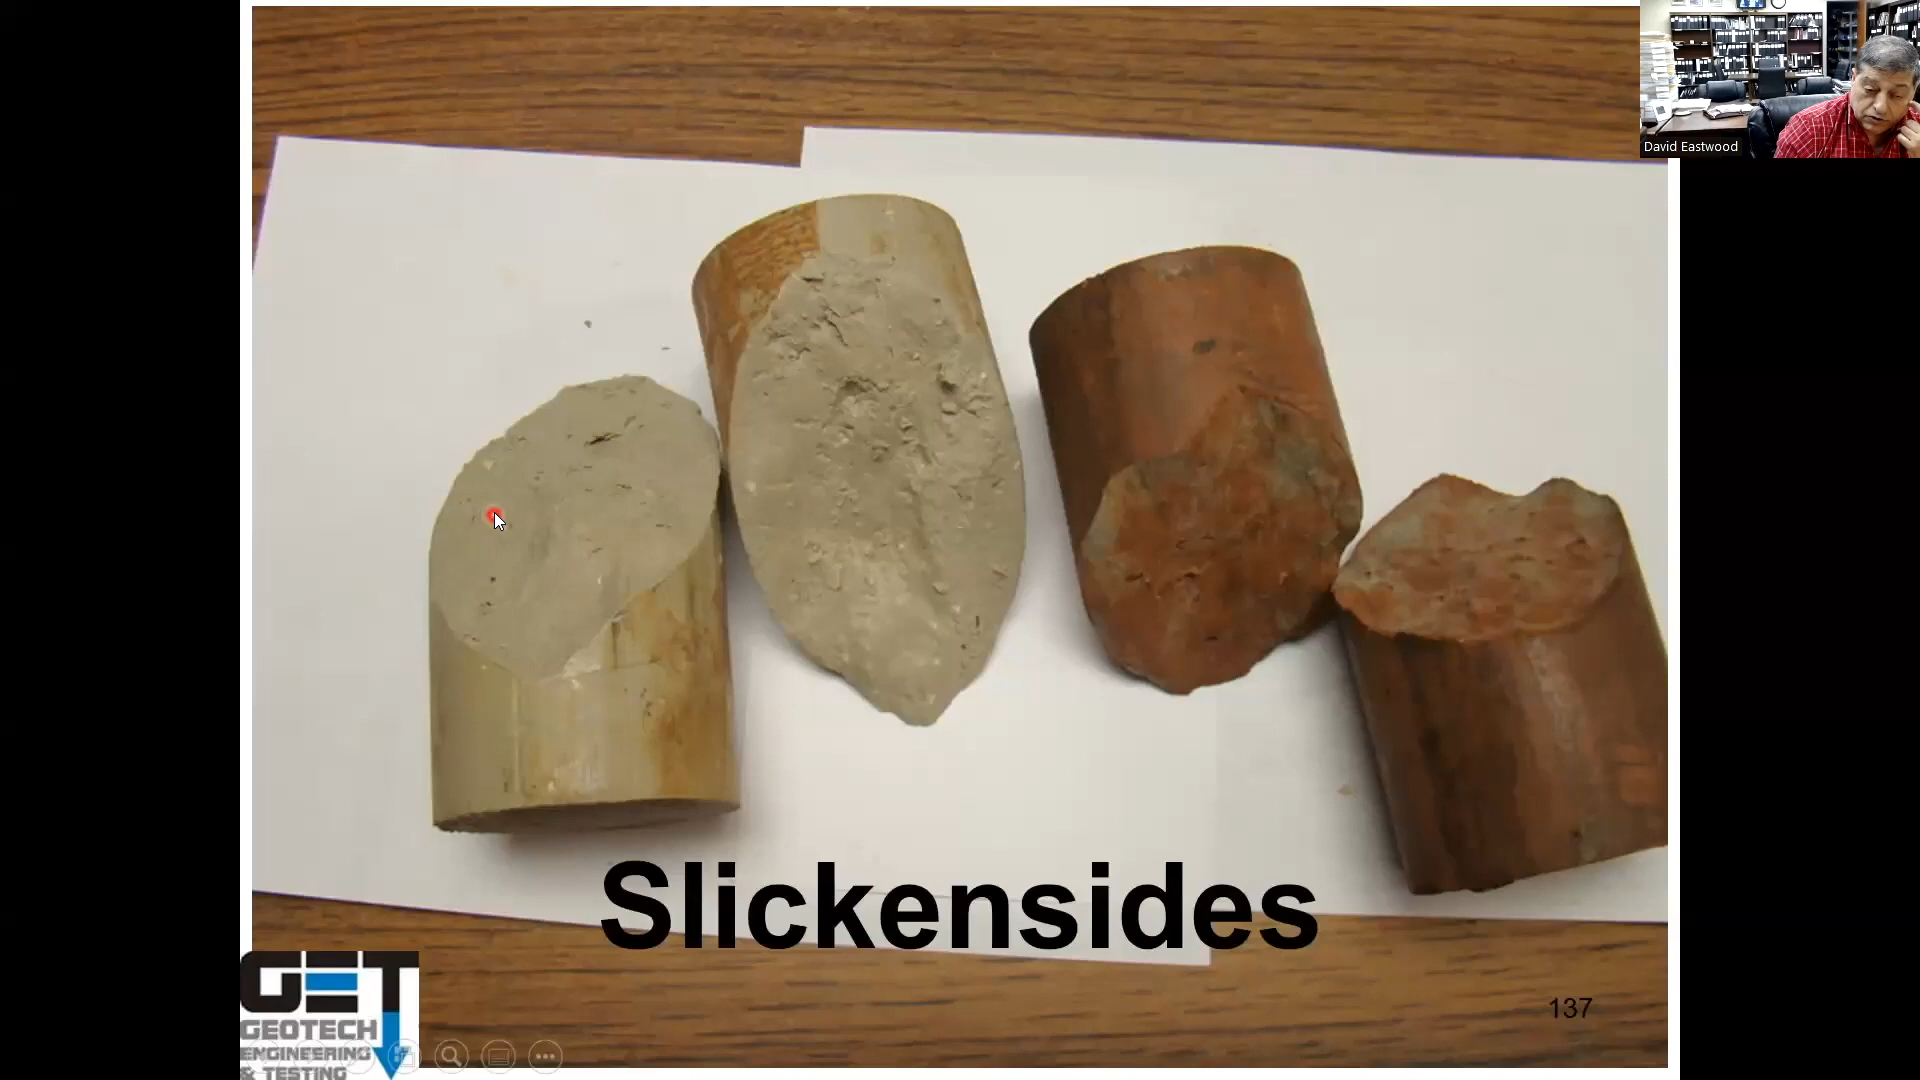 David Eastwood
Slickensides
137
GET
GEOTECH
ENGINEERING
& TESTING